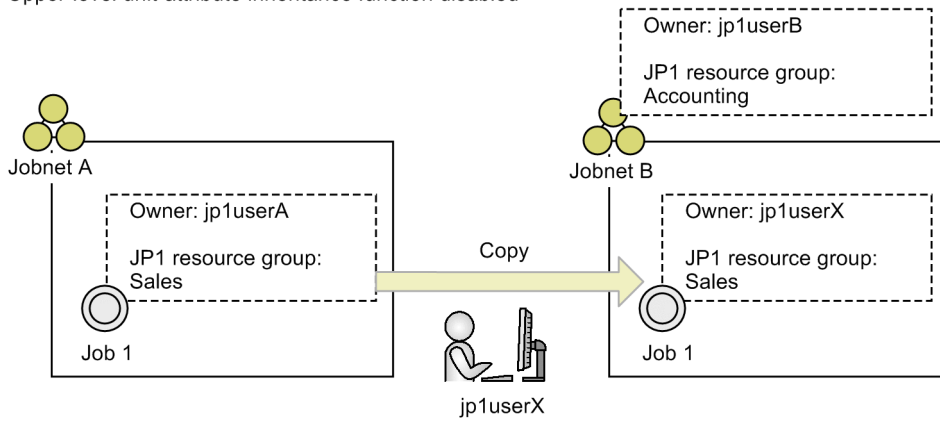 Upper-level unit attribute inheritance function disabled
Owner: jp1userB
JP1 resource group:
Accounting
Jobnet A
Jobnet B
Owner: jp1userA
JP1 resource group:
Sales
Copy
Owner: jp1userX
JP1 resource group:
Sales
Job 1
Job 1
jp1userX